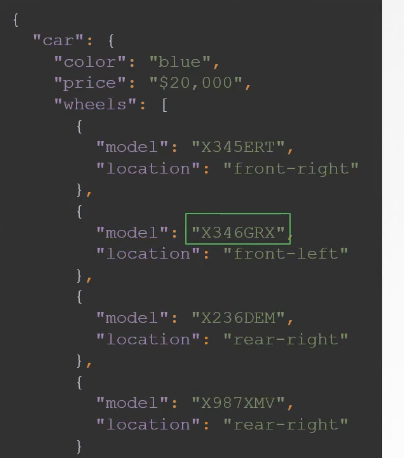 {
"car": {
"color": "blue",
"price": "$20,000",
"wheels": [
{
"model": "X345ERT",
"location": "front-right"
},
{
"model": "X346GRX",
"location": "front-left"
},
{
"model": "X236DEM",
"location": "rear-right"
},
{
"model": "X987XMV",
"location": "rear-right"
}